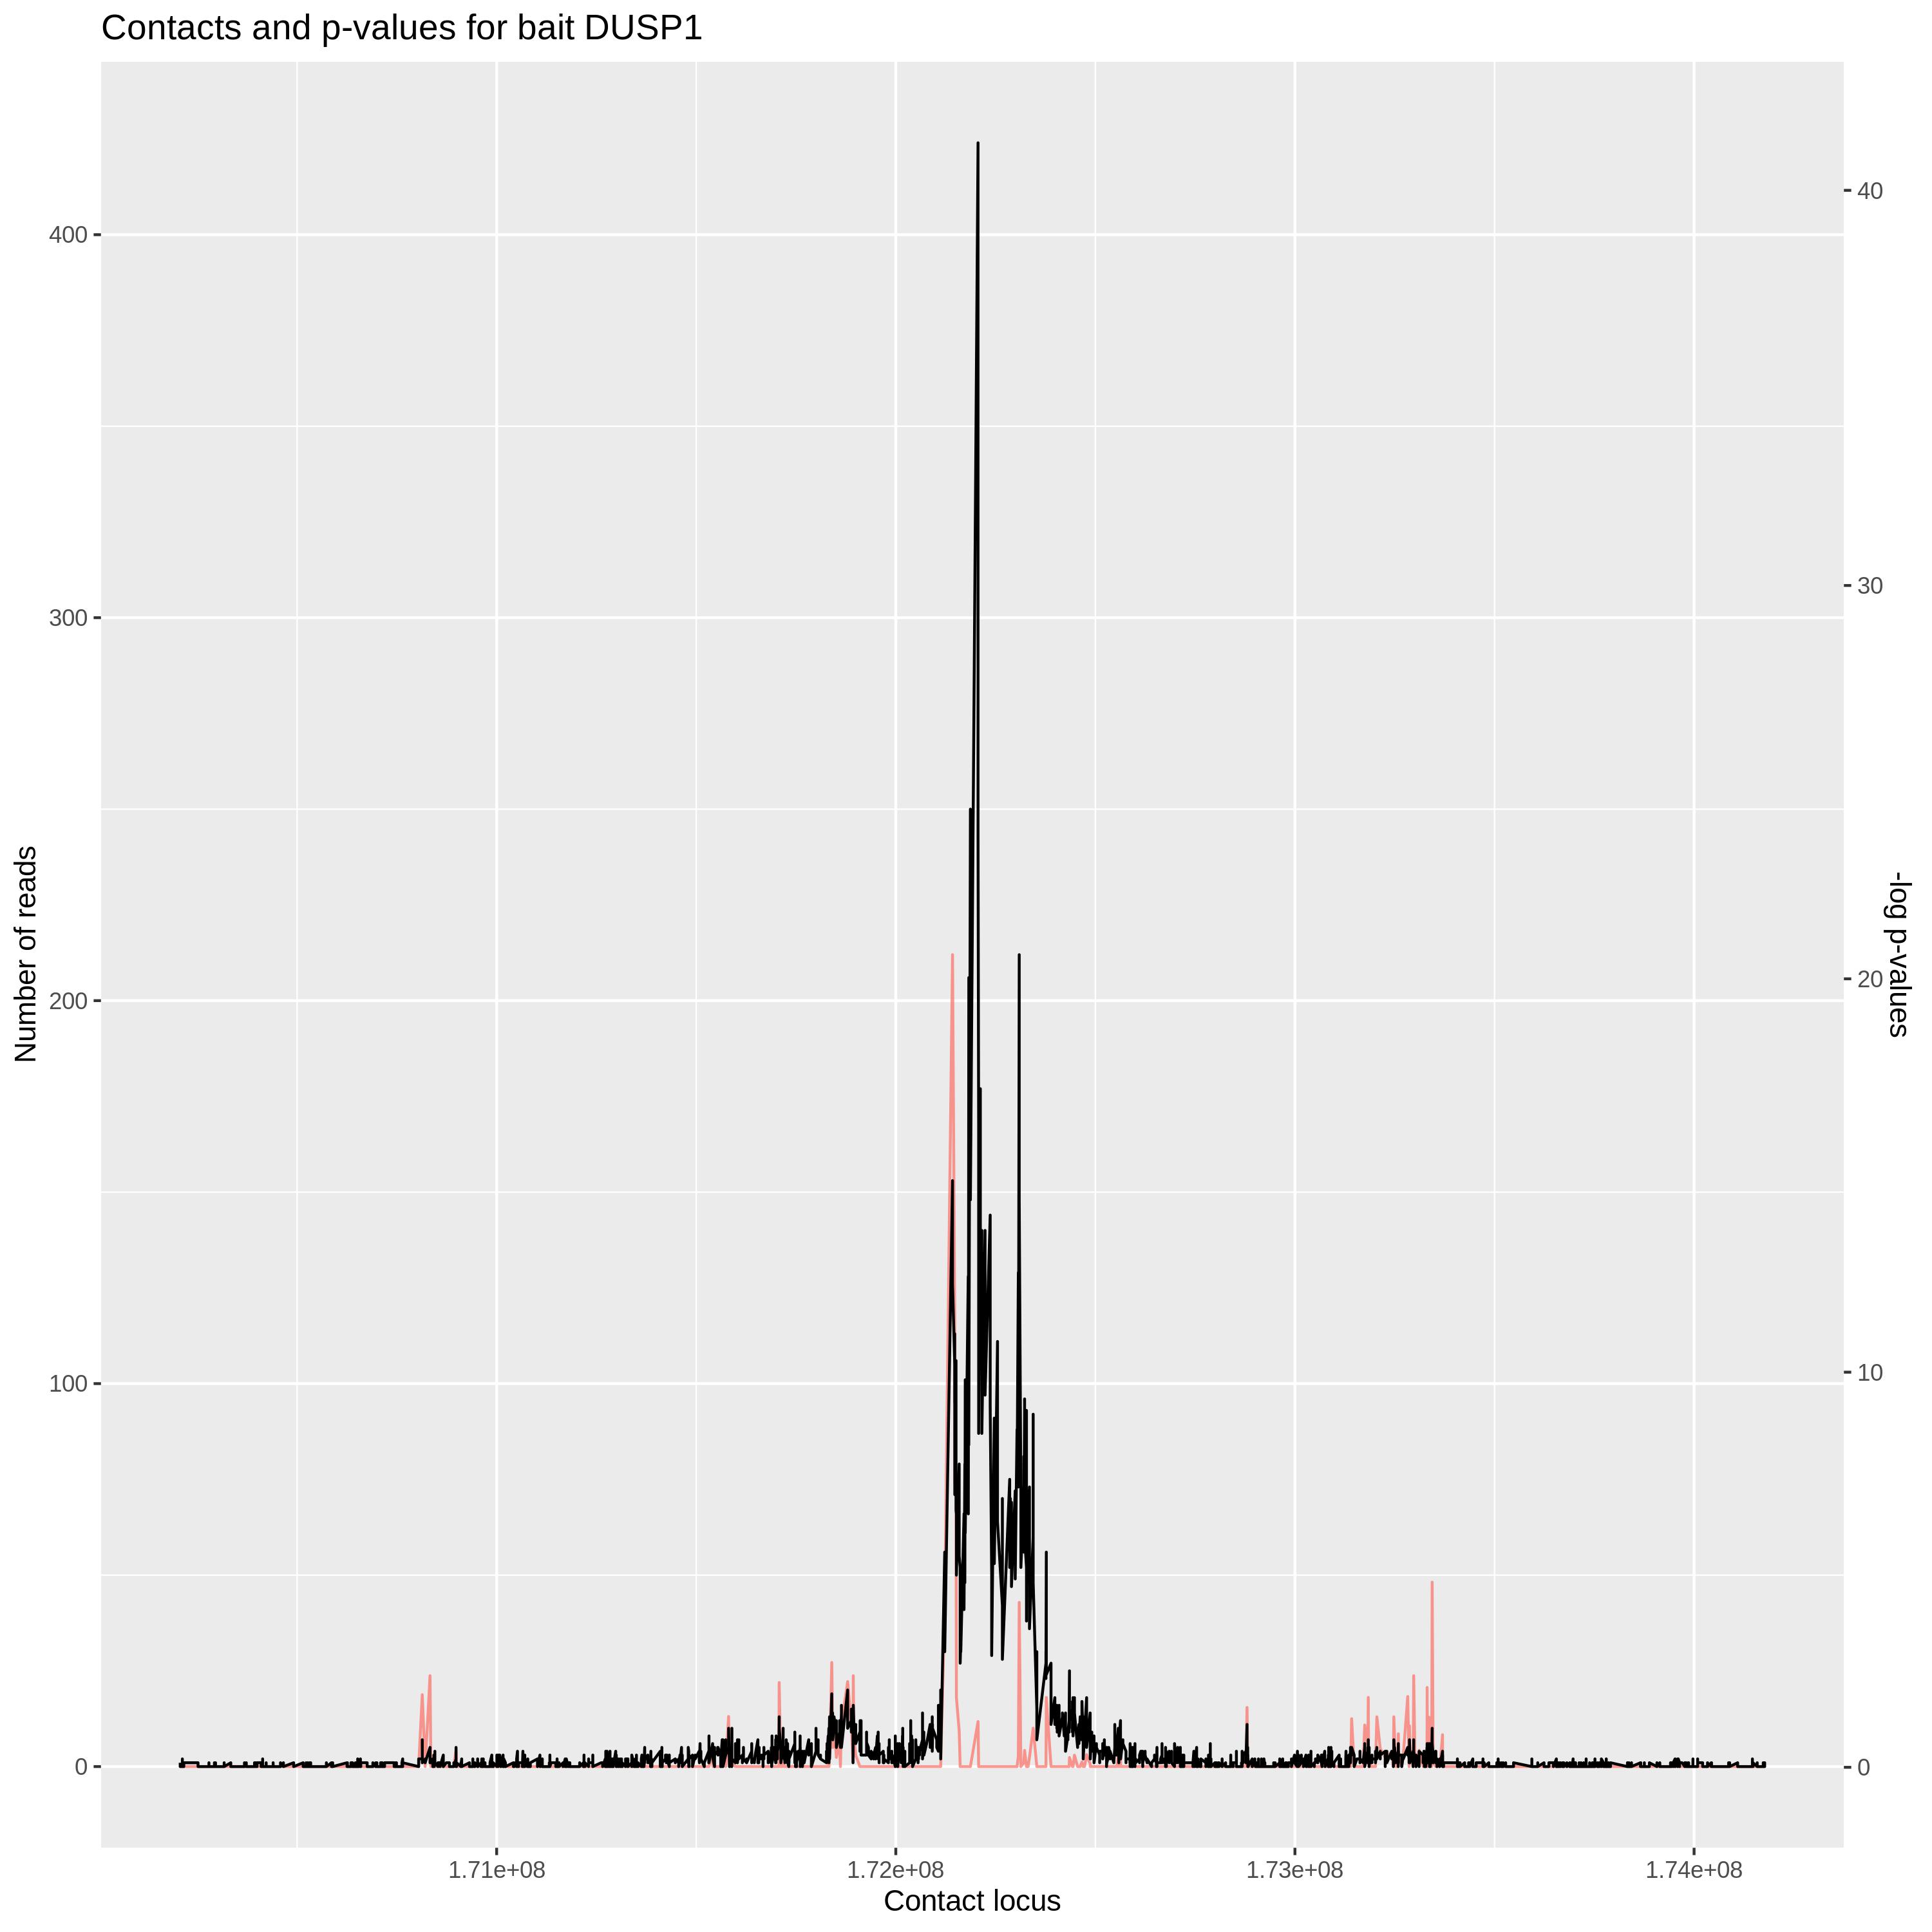 Contacts and p-values for bait DUSP1
Number of reads
400
300
200
100
0
-log p-values
40
30
20
10
0
1.71e+08
1.72e+08
1.73e+08
1.74e+08
Contact locus